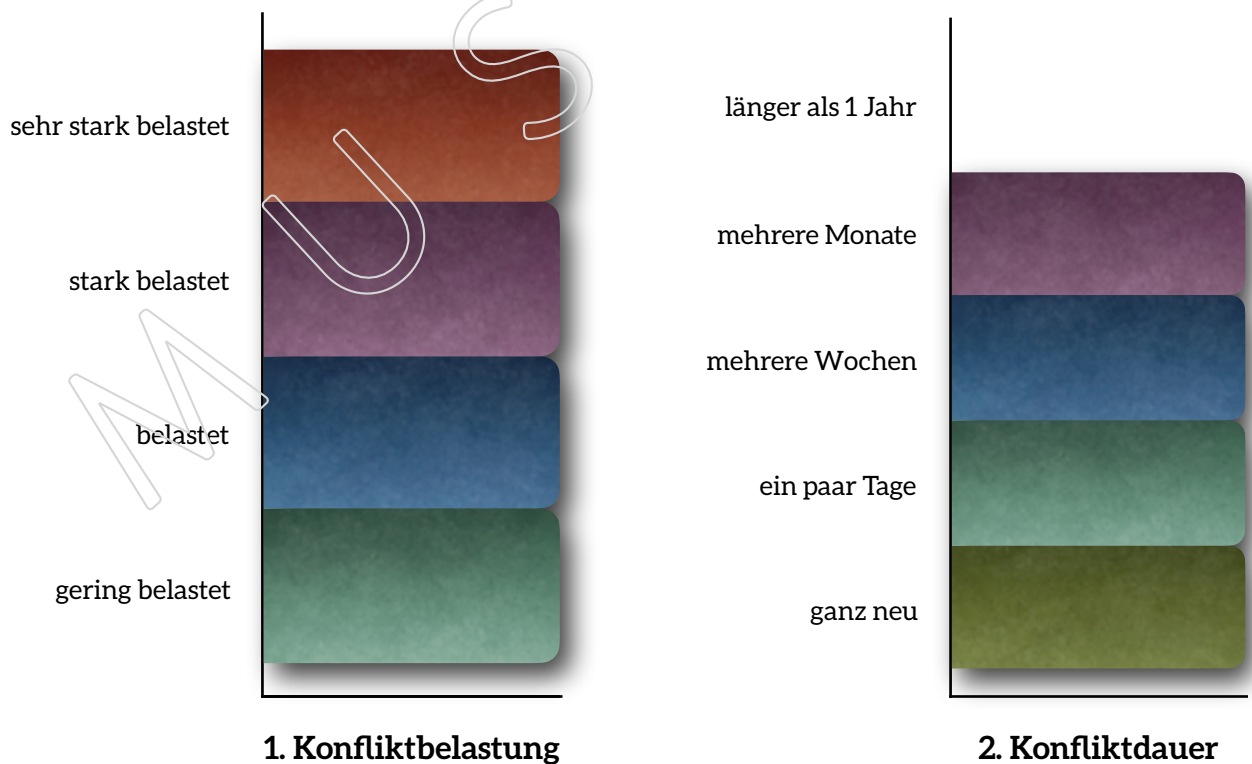 sehr stark belastet
stark belastet
belastet
gering belastet
1. Konfliktbelastung
länger als 1 Jahr
mehrere Monate
mehrere Wochen
ein paar Tage
ganz neu
2. Konfliktdauer
M U S